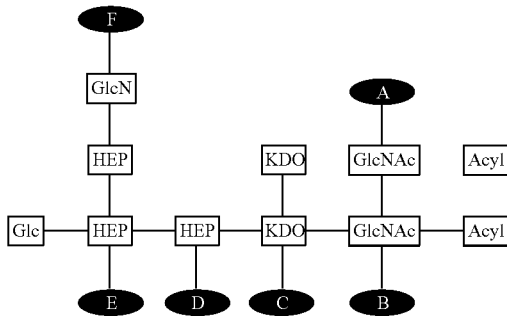 F
GlcN
A
HEP
KDO
GlcNAc
Acyl
Glc
HEP
HEP
KDO
GlcNAc
Acyl
E
D
C
B